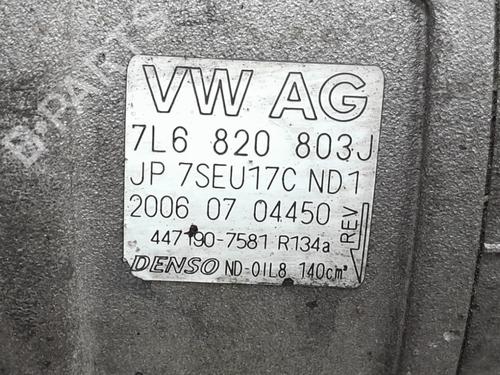 B-PARTS
VW AG
7L6 820 803J
JP 7SEU17C ND1
2006 07 04450
REV
447190-7581 R134a
DENSO ND-OIL8 140cm³